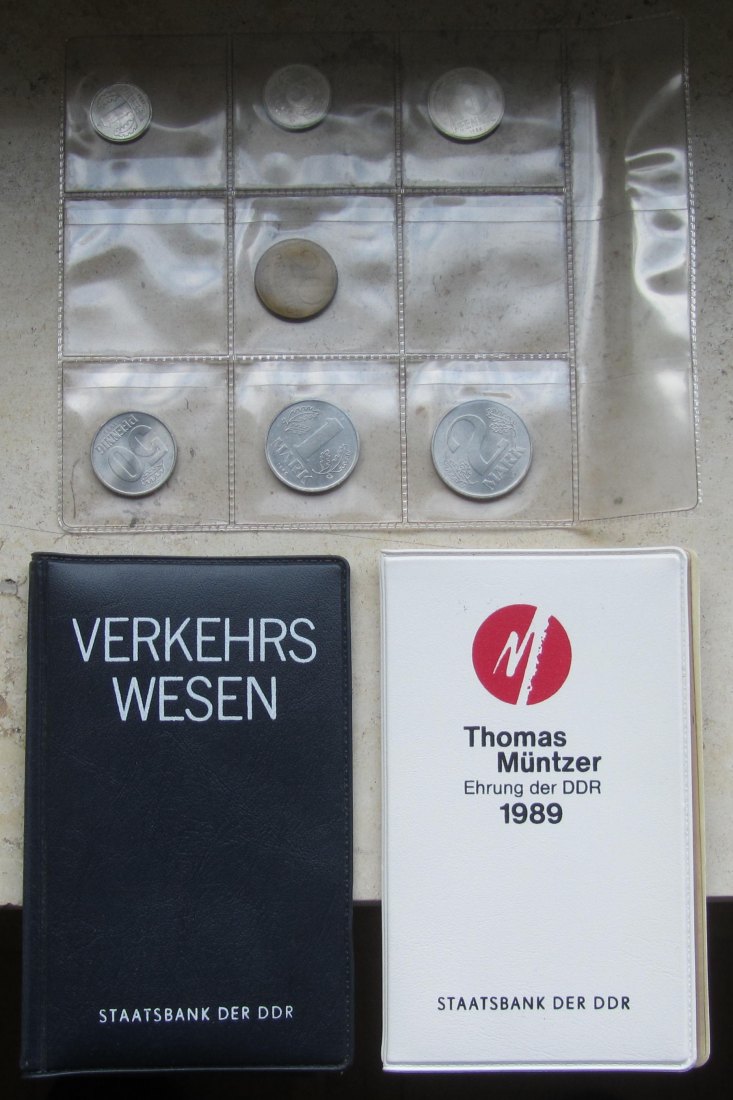 50
PFENNIG
1
MARK
2
MARK
VERKEHRS
WESEN
STAATSBANK DER DDR
Thomas
Müntzer
Ehrung der DDR
1989
STAATSBANK DER DDR